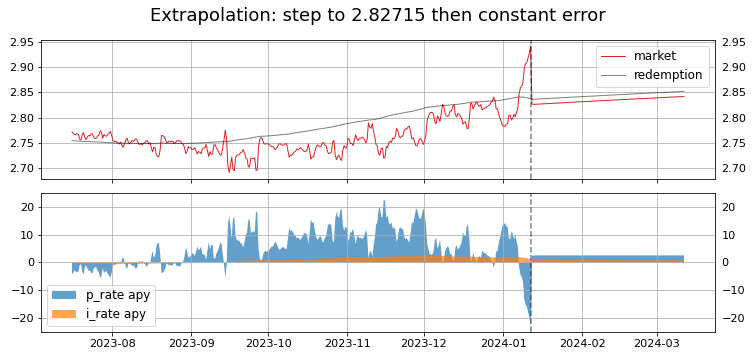 Extrapolation: step to 2.82715 then constant error
2.95 2.95
2.90 2.90
2.85 2.85
2.80 2.80
2.75 2.75
2.70 2.70
market
redemption
20 20
10 10
0 0
−10 −10
−20 −20
p_rate apy
i_rate apy
2023-08 2023-09 2023-10 2023-11 2023-12 2024-01 2024-02 2024-03